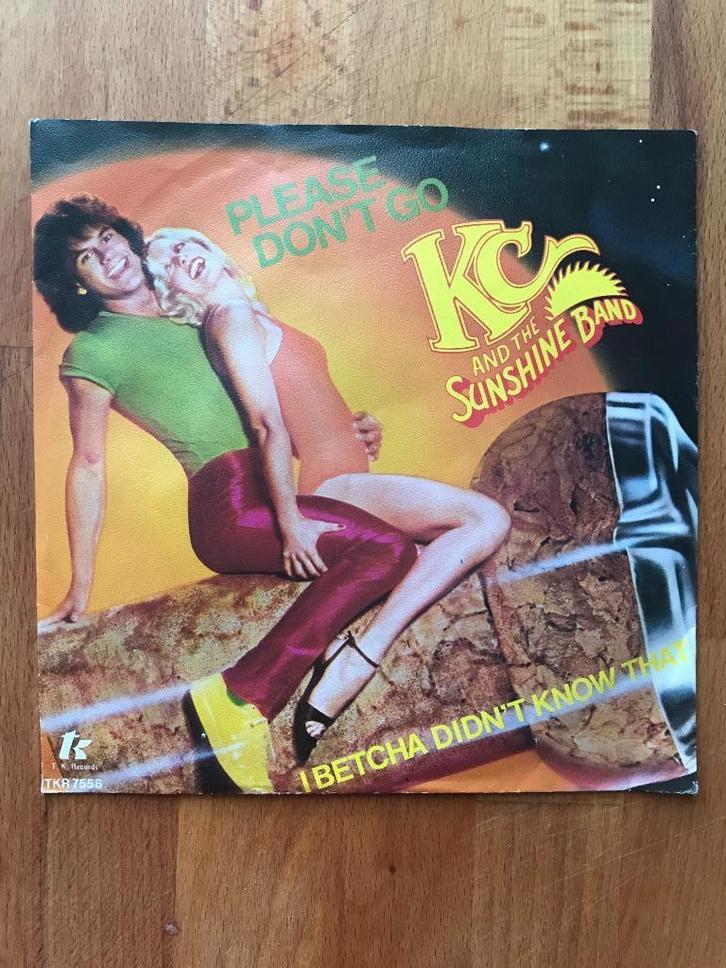 PLEASE
DON'T GO
KC
AND THE
SUNSHINE BAND
I BETCHA DIDN'T KNOW THAT
tk
T. K. Records
TKR 7558